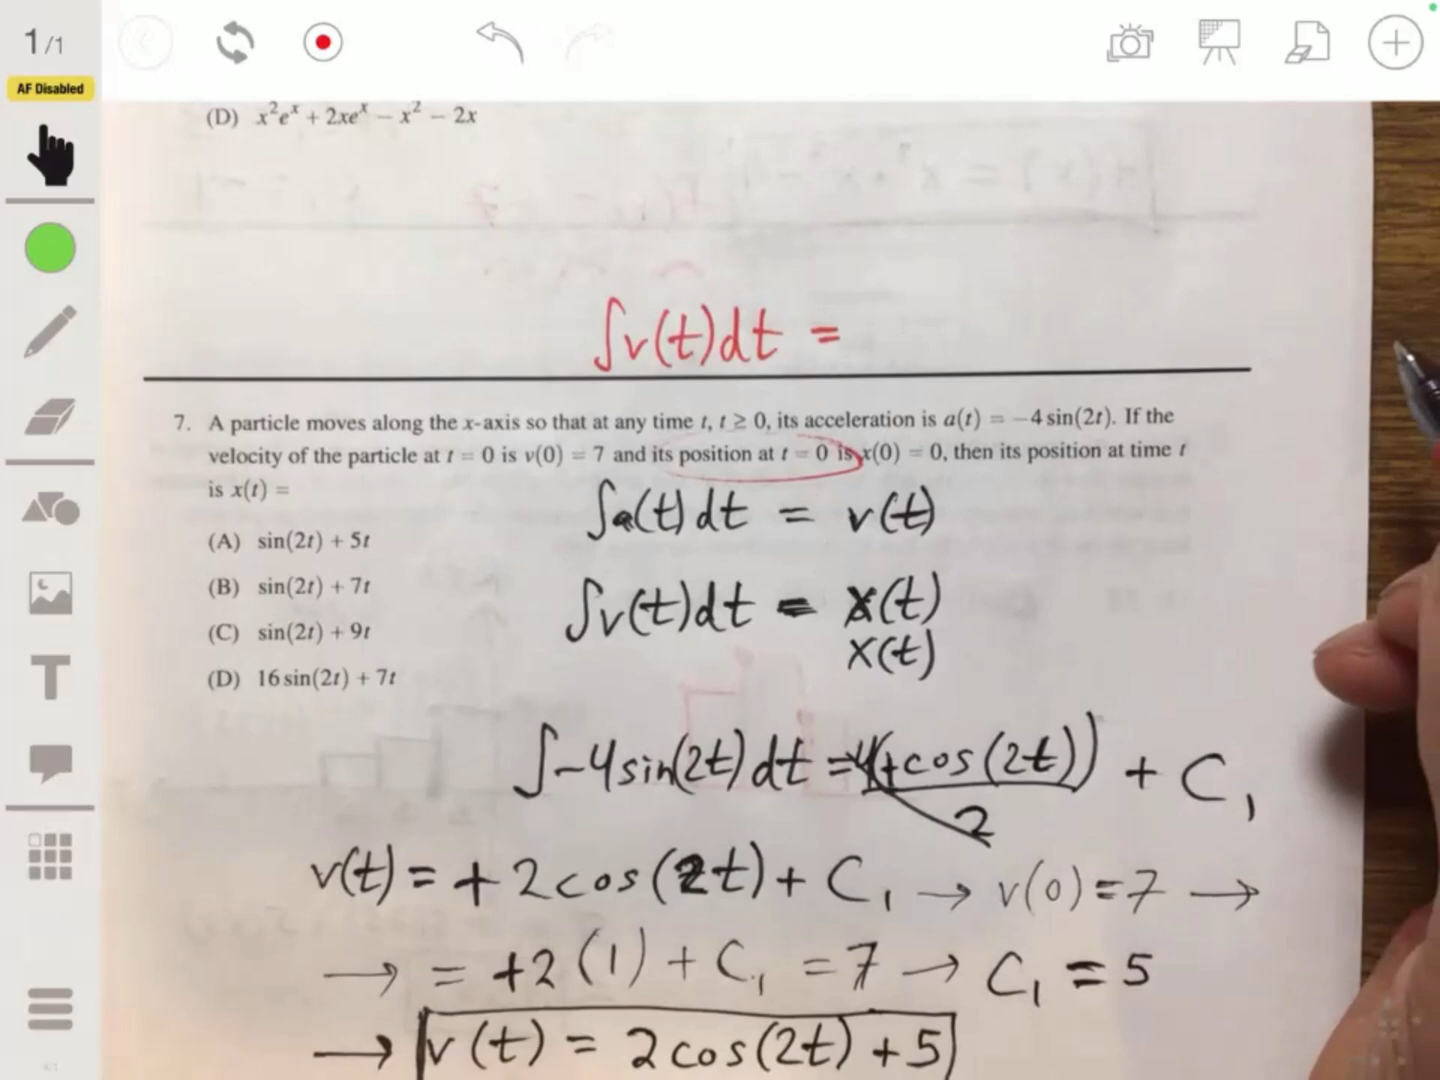 1/1
AF Disabled
(D) x²eˣ + 2xeˣ − x² − 2x
∫v(t)dt =
7. A particle moves along the x-axis so that at any time t, t ≥ 0, its acceleration is a(t) = −4 sin(2t). If the
velocity of the particle at t = 0 is v(0) = 7 and its position at t = 0 is x(0) = 0, then its position at time t
is x(t) =
∫a(t)dt = v(t)
(A) sin(2t) + 5t
(B) sin(2t) + 7t
∫v(t)dt = x(t)
(C) sin(2t) + 9t
x(t)
(D) 16 sin(2t) + 7t
∫−4sin(2t)dt = 4(+cos(2t))/2 + C₁
v(t) = +2cos(2t) + C₁ → v(0) = 7 →
→ = +2(1) + C₁ = 7 → C₁ = 5
→ v(t) = 2cos(2t) + 5